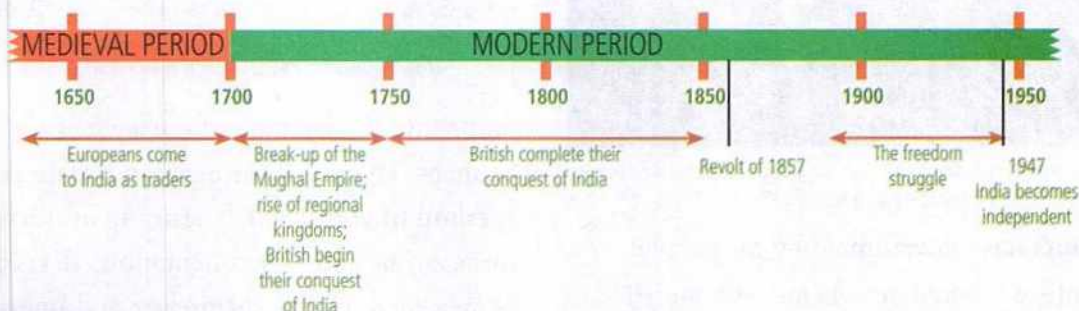 MEDIEVAL PERIOD MODERN PERIOD
1650 1700 1750 1800 1850 1900 1950
Europeans come
to India as traders
Break-up of the
Mughal Empire;
rise of regional
kingdoms;
British begin
their conquest
of India
British complete their
conquest of India
Revolt of 1857
The freedom
struggle
1947
India becomes
independent